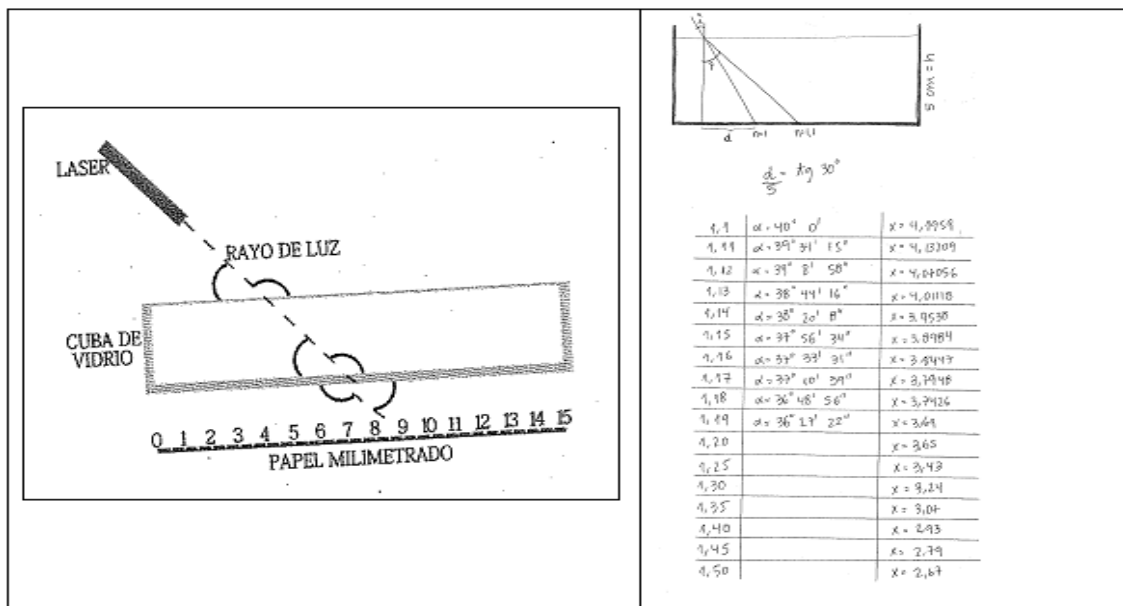 LASER
RAYO DE LUZ
CUBA DE
VIDRIO
0 1 2 3 4 5 6 7 8 9 10 11 12 13 14 15
PAPEL MILIMETRADO
d n=1 n=1,1
d/5 = tg 30°
1,1 α = 40° 0' x = 4,1958
1,11 α = 39° 31' 15" x = 4,13209
1,12 α = 39° 8' 58" x = 4,07056
1,13 α = 38° 44' 16" x = 4,01118
1,14 α = 38° 20' 8" x = 3,9538
1,15 α = 37° 56' 34" x = 3,8984
1,16 α = 37° 33' 31" x = 3,8447
1,17 α = 37° 10' 59" x = 3,7948
1,18 α = 36° 48' 56" x = 3,7426
1,19 α = 36° 27' 22" x = 3,69
1,20 x = 3,65
1,25 x = 3,43
1,30 x = 3,24
1,35 x = 3,07
1,40 x = 2,93
1,45 x = 2,79
1,50 x = 2,67